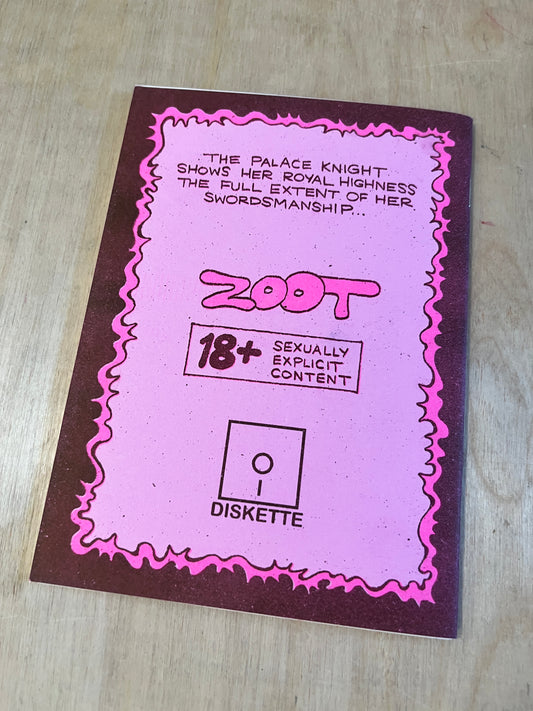 THE PALACE KNIGHT
SHOWS HER ROYAL HIGHNESS
THE FULL EXTENT OF HER
SWORDSMANSHIP...
ZOOT
18+
SEXUALLY
EXPLICIT
CONTENT
DISKETTE